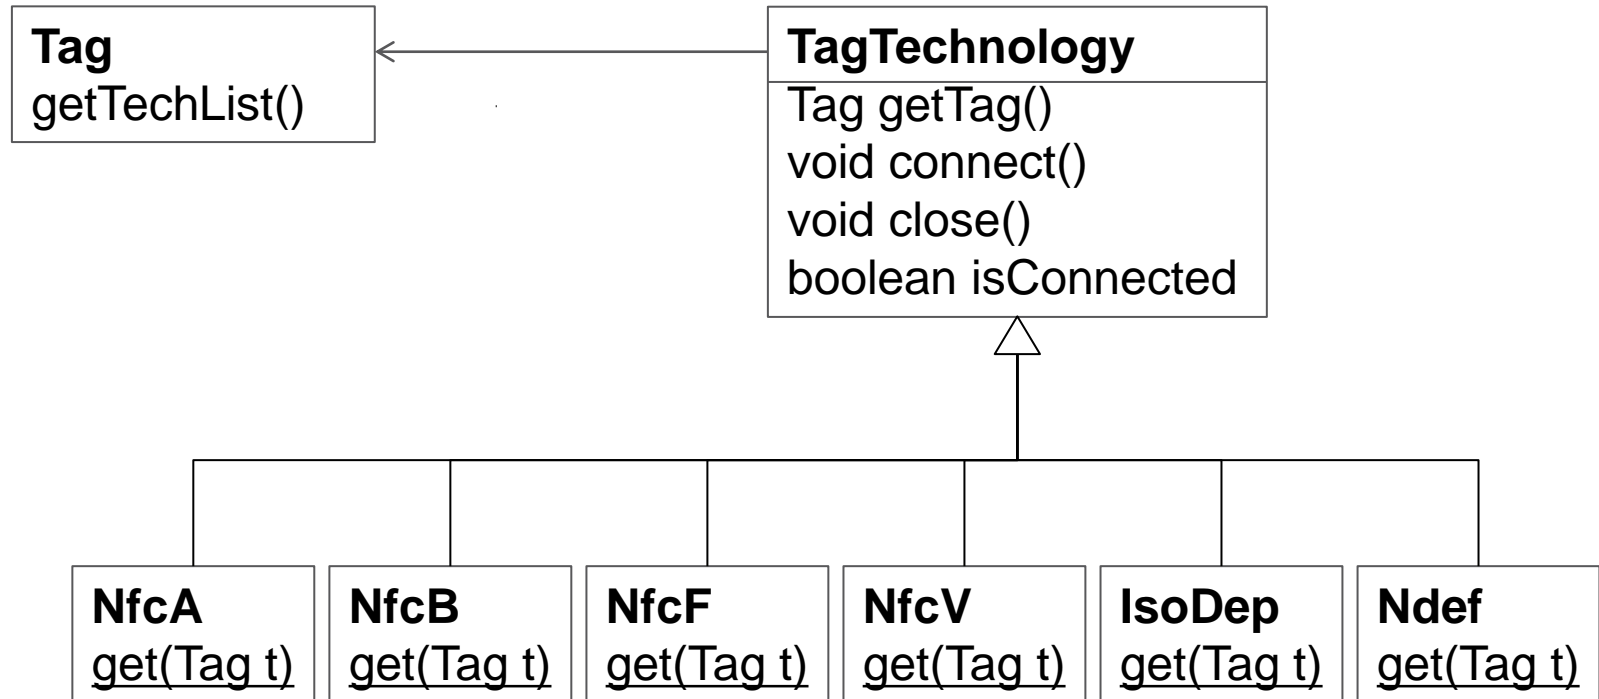 Tag
getTechList()
TagTechnology
Tag getTag()
void connect()
void close()
boolean isConnected
NfcA
get(Tag t)
NfcB
get(Tag t)
NfcF
get(Tag t)
NfcV
get(Tag t)
IsoDep
get(Tag t)
Ndef
get(Tag t)